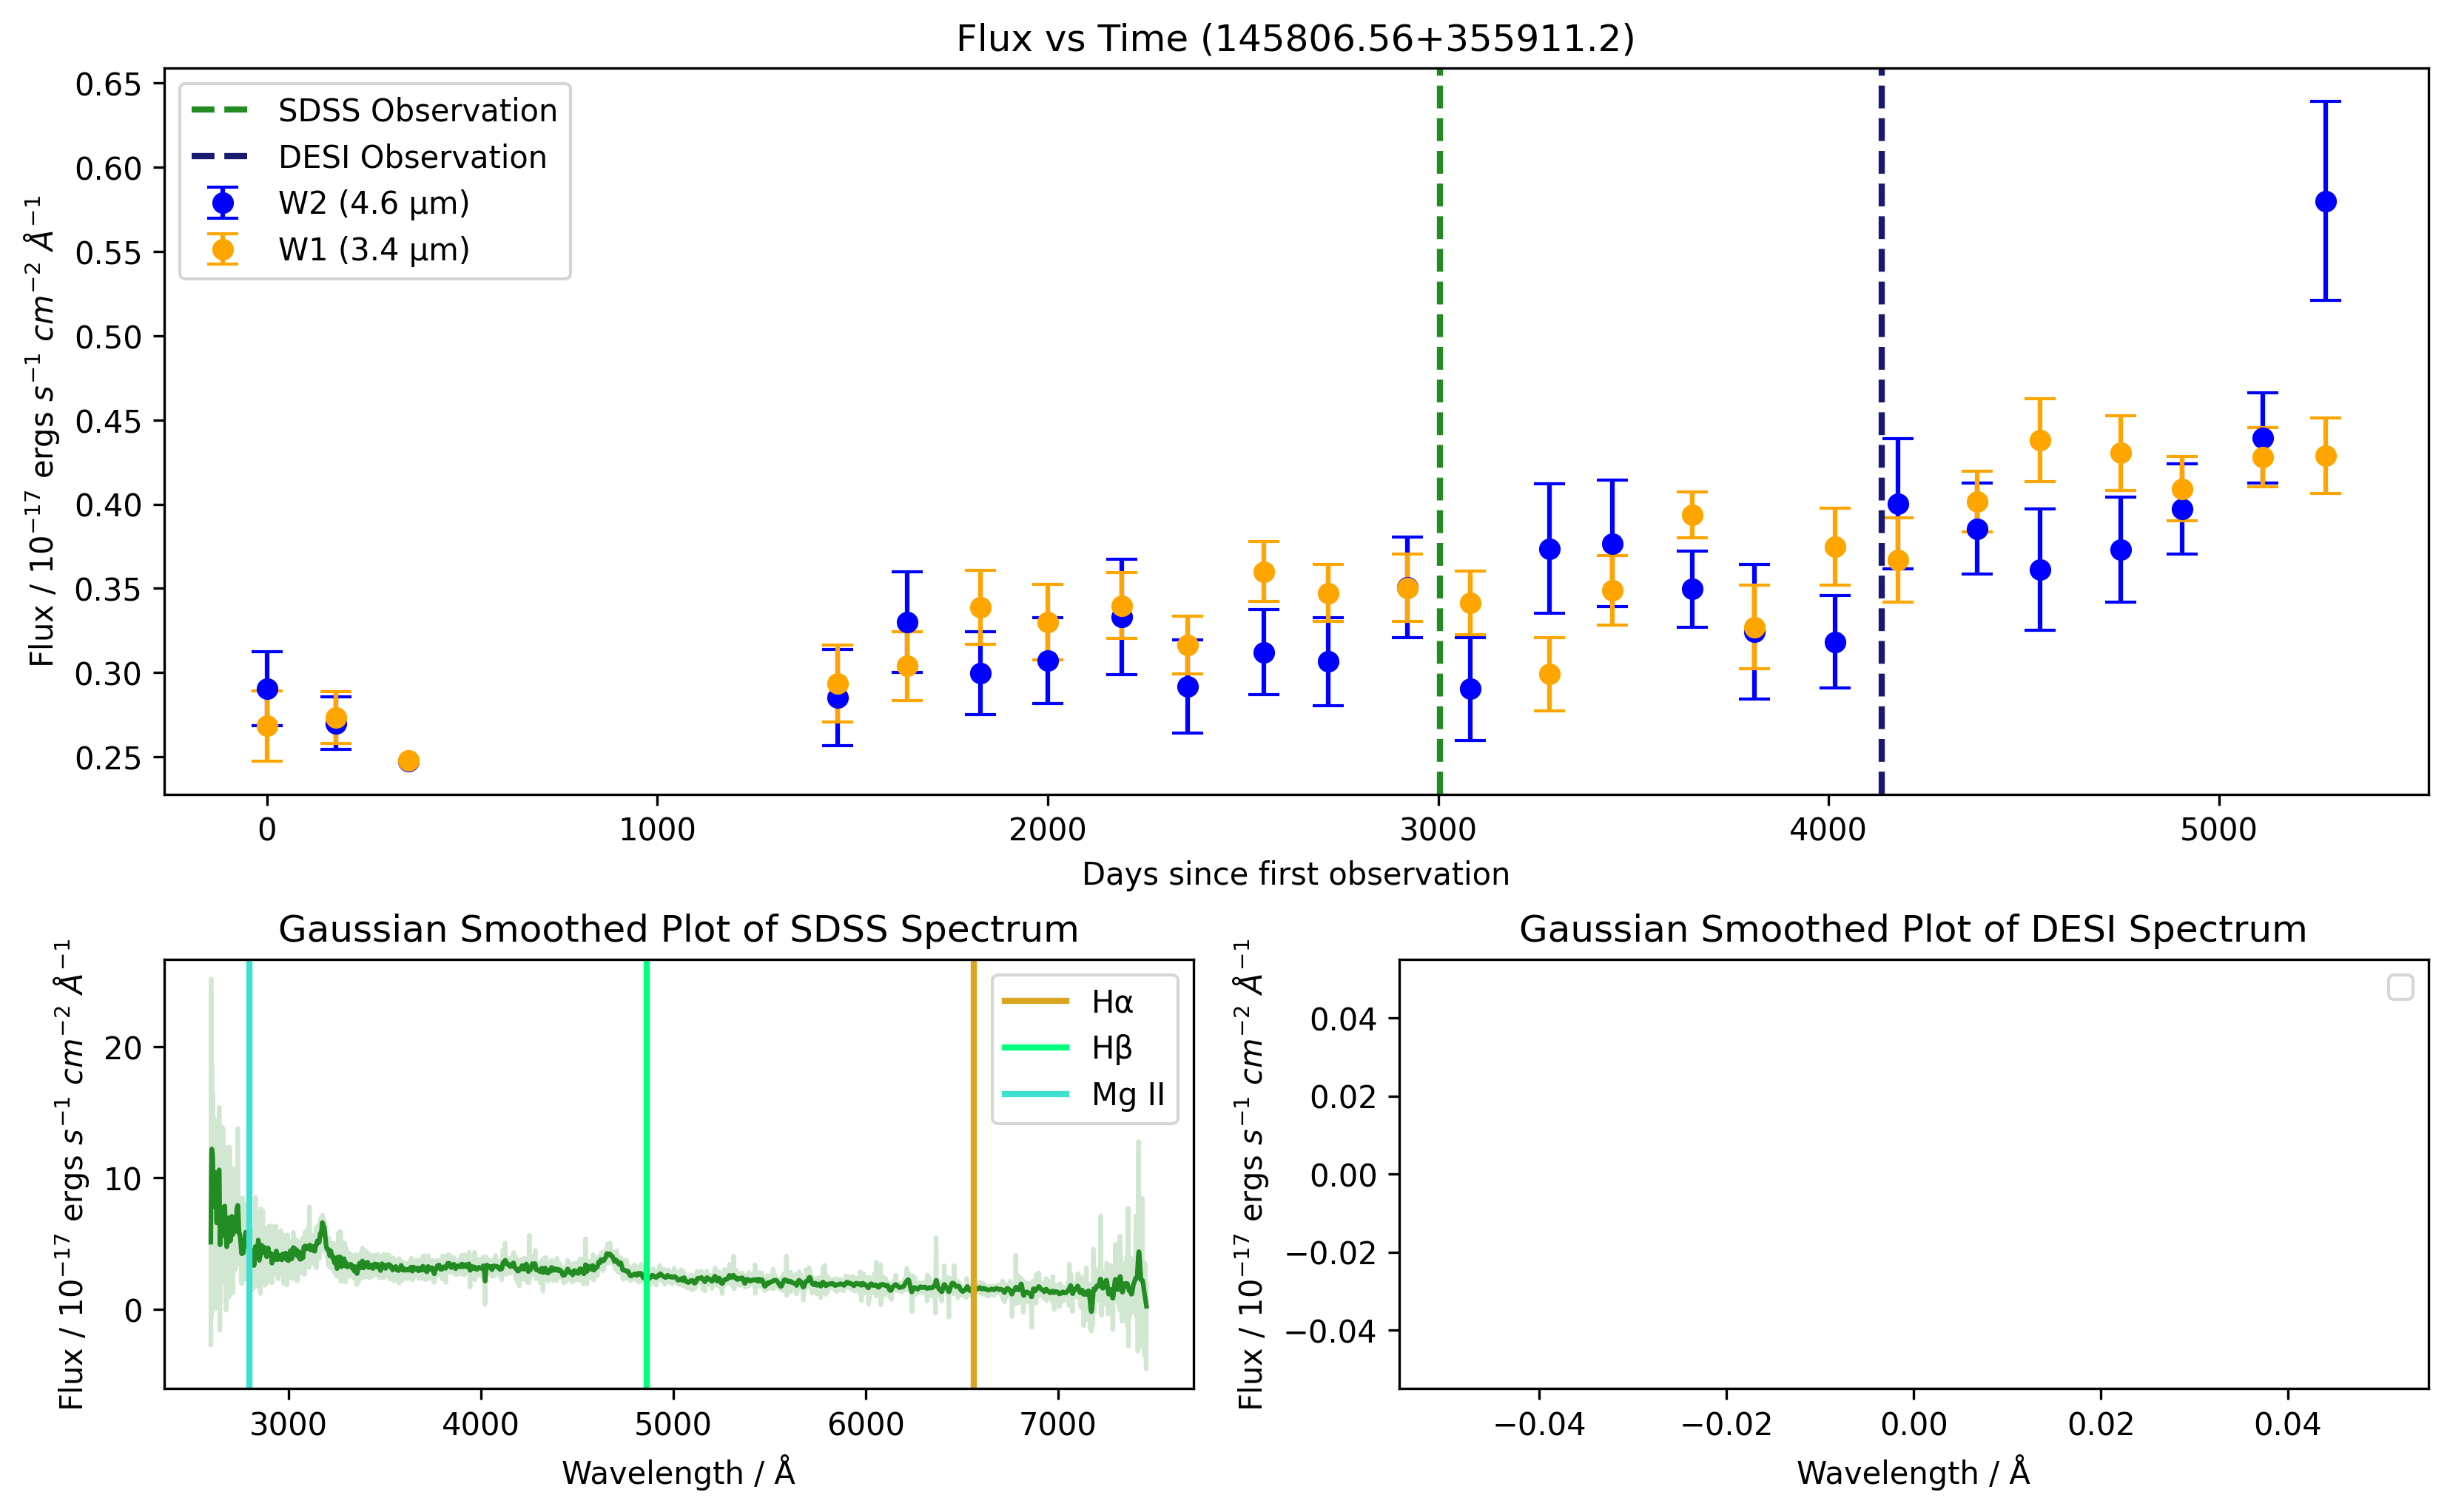 Flux vs Time (145806.56+355911.2)
Flux / 10⁻¹⁷ ergs s⁻¹ cm⁻² Å⁻¹
0.65
0.60
0.55
0.50
0.45
0.40
0.35
0.30
0.25
SDSS Observation
DESI Observation
W2 (4.6 μm)
W1 (3.4 μm)
0 1000 2000 3000 4000 5000
Days since first observation
Gaussian Smoothed Plot of SDSS Spectrum
Flux / 10⁻¹⁷ ergs s⁻¹ cm⁻² Å⁻¹
20
10
0
Hα
Hβ
Mg II
3000 4000 5000 6000 7000
Wavelength / Å
Gaussian Smoothed Plot of DESI Spectrum
Flux / 10⁻¹⁷ ergs s⁻¹ cm⁻² Å⁻¹
0.04
0.02
0.00
−0.02
−0.04
−0.04 −0.02 0.00 0.02 0.04
Wavelength / Å